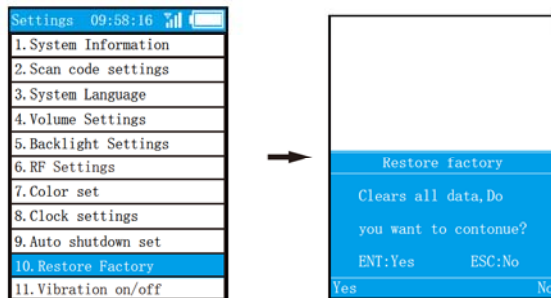 Settings 09:58:16
1.System Information
2.Scan code settings
3.System Language
4.Volume Settings
5.Backlight Settings
6.RF Settings
7.Color set
8.Clock settings
9.Auto shutdown set
10.Restore Factory
11.Vibration on/off
Restore factory
Clears all data,Do
you want to contonue?
ENT:Yes ESC:No
Yes No